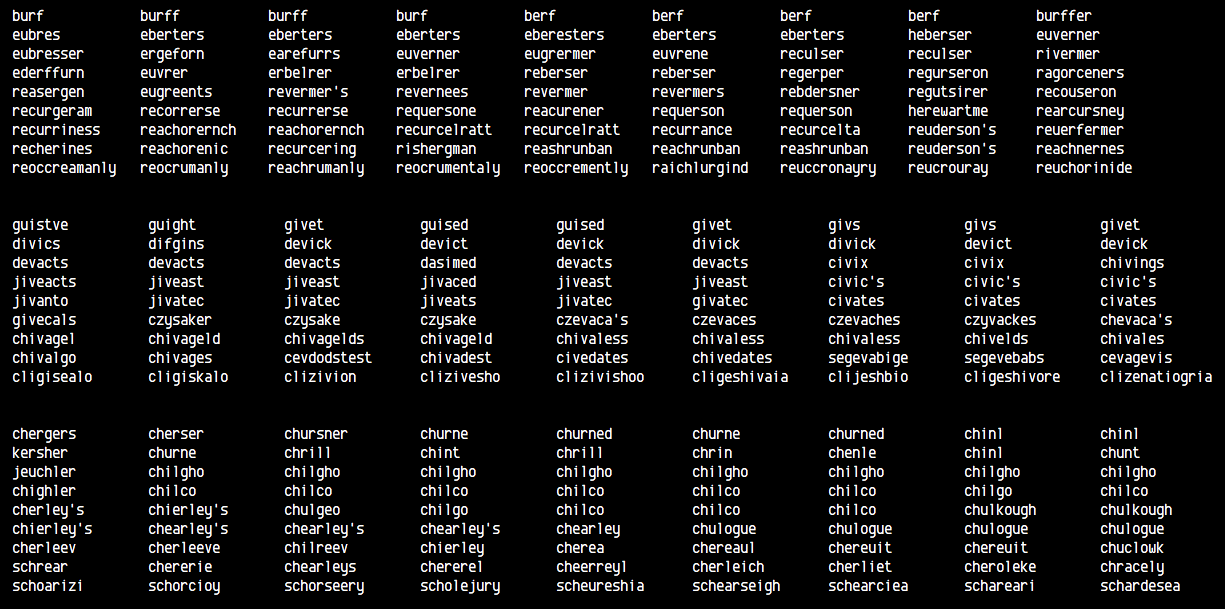 burf burff burff burf berf berf berf berf burffer
eubres eberters eberters eberters eberesters eberters eberters heberser euverner
eubresser ergeforn earefurrs euverner eugrermer euvrene reculser reculser rivermer
ederffurn euvrer erbelrer erbelrer reberser reberser regerper regurseron ragorceners
reasergen eugreents revermer's revernees revermer revermers rebdersner regutsirer recouseron
recurgeram recorrerse recurrerse requersone reacurener requerson requerson herewartme rearcursney
recurriness reachorernch reachorernch recurcelratt recurcelratt recurrance recurcelta reuderson's reuerfermer
recherines reachorenic recurcering rishergman reashrunban reachrunban reashrunban reuderson's reachnernes
reoccreamanly reocrumanly reachrumanly reocrumentaly reoccremently raichlurgind reuccronayry reucrouray reuchorinide
guistve guight givet guised guised givet givs givs givet
divics difgins devick devict devick divick divick devict devick
devacts devacts devacts dasimed devacts devacts civix civix chivings
jiveacts jiveast jiveast jivaced jiveast jiveast civic's civic's civic's
jivanto jivatec jivatec jiveats jivatec givatec civates civates civates
givecals czysaker czysake czysake czevaca's czevaces czevaches czyvackes chevaca's
chivagel chivageld chivagelds chivageld chivaless chivaless chivaless chivelds chivales
chivalgo chivages cevdodstest chivadest civedates chivedates segevabige segevebabs cevagevis
cligisealo cligiskalo clizivion clizivesho clizivishoo cligeshivaia clijeshbio cligeshivore clizenatiogria
chergers cherser chursner churne churned churne churned chinl chinl
kersher churne chrill chint chrill chrin chenle chinl chunt
jeuchler chilgho chilgho chilgho chilgho chilgho chilgho chilgho chilgho
chighler chilco chilco chilco chilco chilco chilco chilgo chilco
cherley's chierley's chulgeo chilgo chilco chilco chilco chulkough chulkough
chierley's chearley's chearley's chearley's chearley chulogue chulogue chulogue chulogue
cherleev cherleeve chilreev chierley cherea chereaul chereuit chereuit chuclowk
schrear chererie chearleys chererel cheerreyl cherleich cherliet cheroleke chracely
schoarizi schorcioy schorseery scholejury scheureshia schearseigh schearciea schareari schardesea